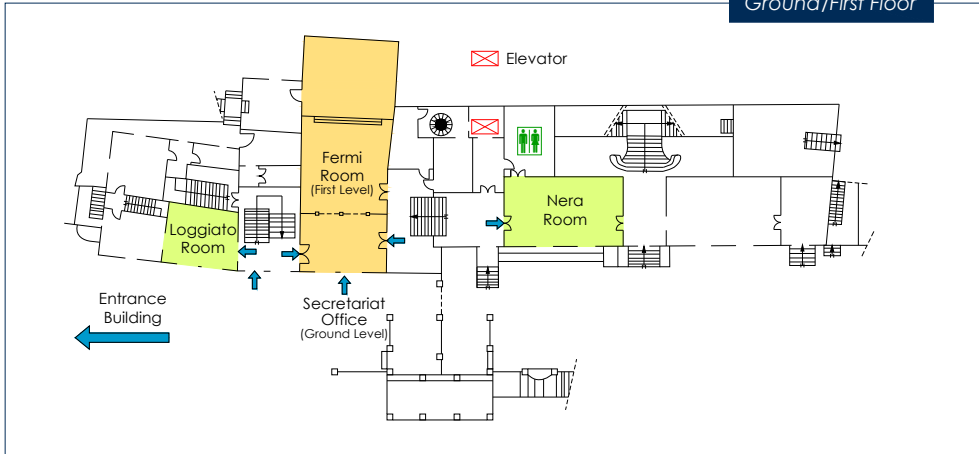 Ground/First Floor
Elevator
Fermi
Room
(First Level)
Nera
Room
Loggiato
Room
Entrance
Building
Secretariat
Office
(Ground Level)